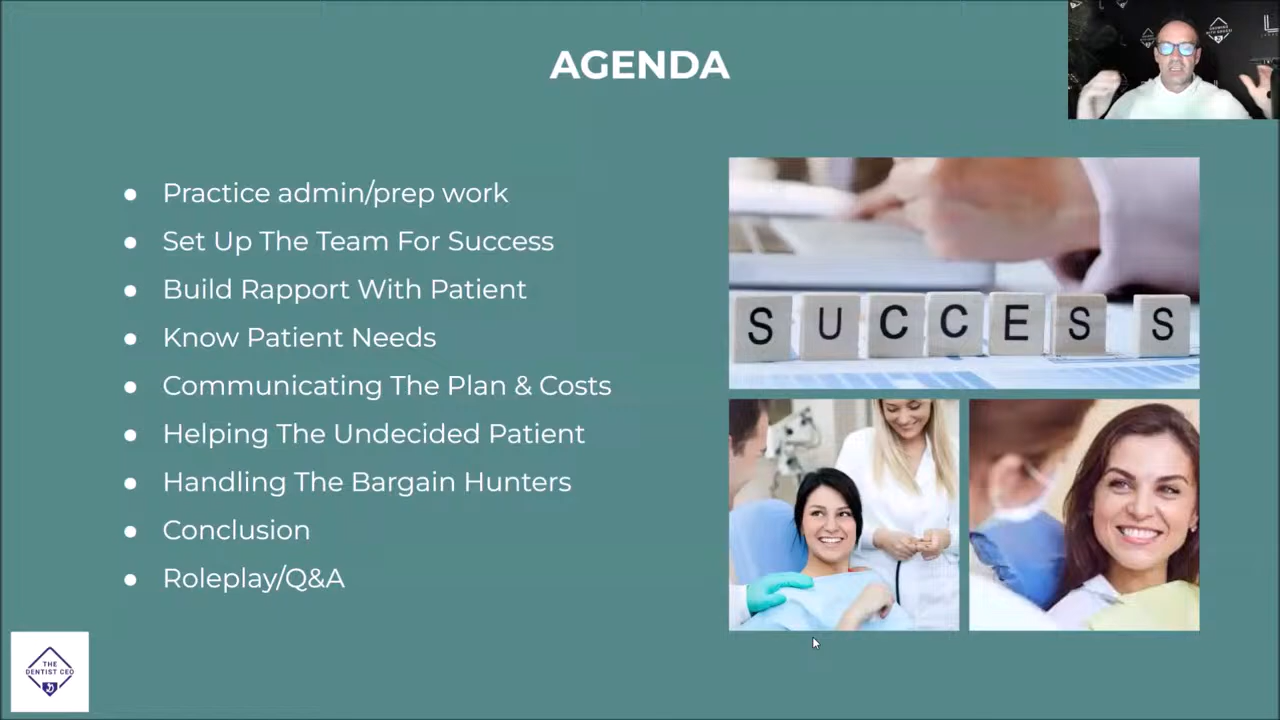 AGENDA
Practice admin/prep work
Set Up The Team For Success
Build Rapport With Patient
Know Patient Needs
Communicating The Plan & Costs
Helping The Undecided Patient
Handling The Bargain Hunters
Conclusion
Roleplay/Q&A
SUCCESS
THE
DENTIST CEO